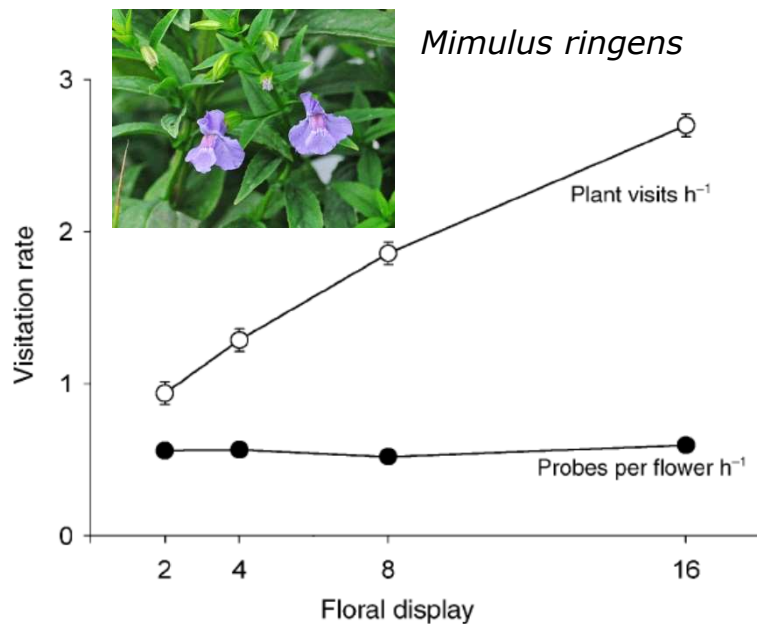 Mimulus ringens
3
Plant visits h⁻¹
2
Visitation rate
1
Probes per flower h⁻¹
0
2 4 8 16
Floral display